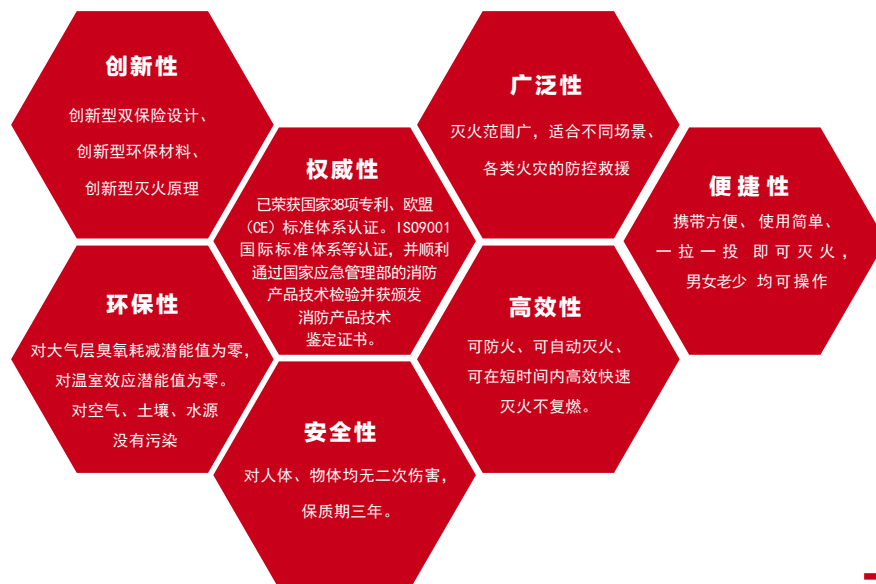 创新性
创新型双保险设计、
创新型环保材料、
创新型灭火原理
权威性
已荣获国家38项专利、欧盟
（CE）标准体系认证。ISO9001
国际标准体系等认证，并顺利
通过国家应急管理部的消防
产品技术检验并获颁发
消防产品技术
鉴定证书。
广泛性
灭火范围广，适合不同场景、
各类火灾的防控救援
便捷性
携带方便、使用简单、
一拉一投 即可灭火，
男女老少 均可操作
环保性
对大气层臭氧耗减潜能值为零，
对温室效应潜能值为零。
对空气、土壤、水源
没有污染
安全性
对人体、物体均无二次伤害，
保质期三年。
高效性
可防火、可自动灭火、
可在短时间内高效快速
灭火不复燃。